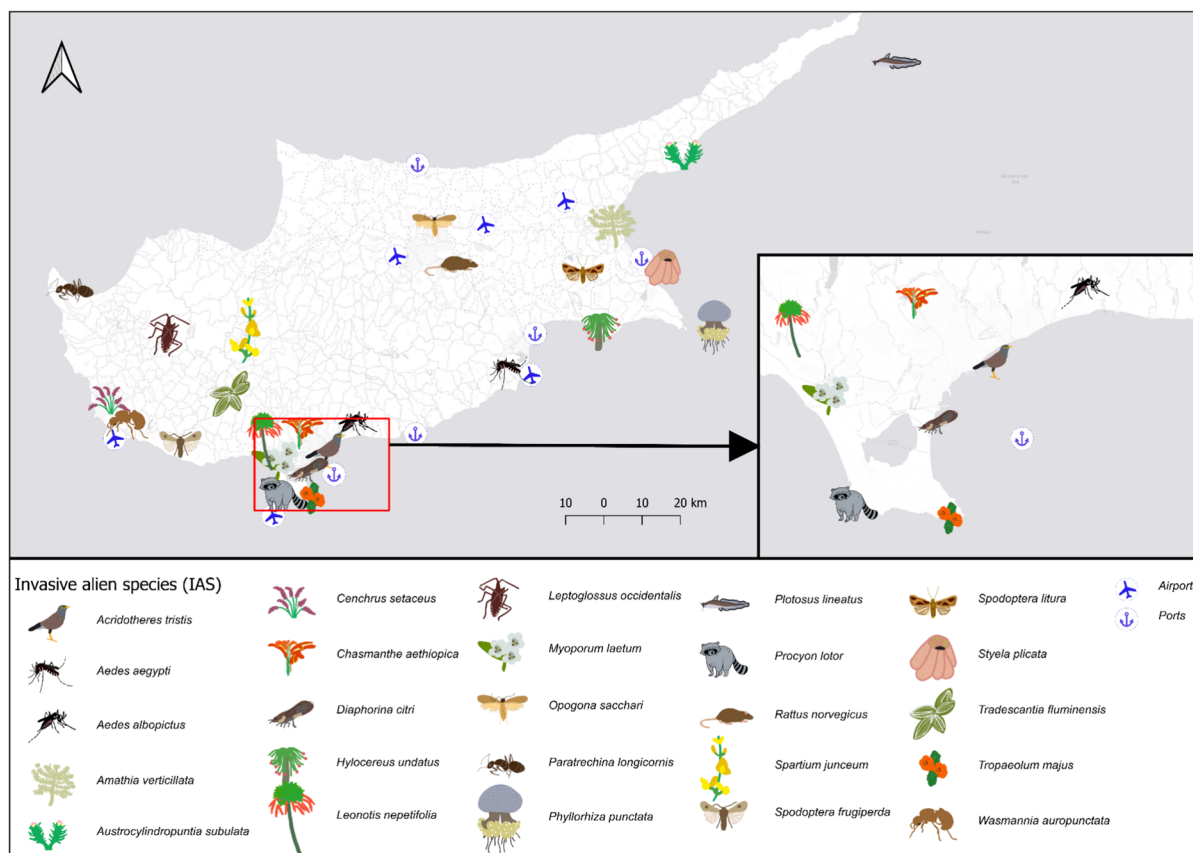 10 0 10 20 km
Invasive alien species (IAS)
Acridotheres tristis
Aedes aegypti
Aedes albopictus
Amathia verticillata
Austrocylindropuntia subulata
Cenchrus setaceus
Chasmanthe aethiopica
Diaphorina citri
Hylocereus undatus
Leonotis nepetifolia
Leptoglossus occidentalis
Myoporum laetum
Opogona sacchari
Paratrechina longicornis
Phyllorhiza punctata
Plotosus lineatus
Procyon lotor
Rattus norvegicus
Spartium junceum
Spodoptera frugiperda
Spodoptera litura
Styela plicata
Tradescantia fluminensis
Tropaeolum majus
Wasmannia auropunctata
Airport
Ports